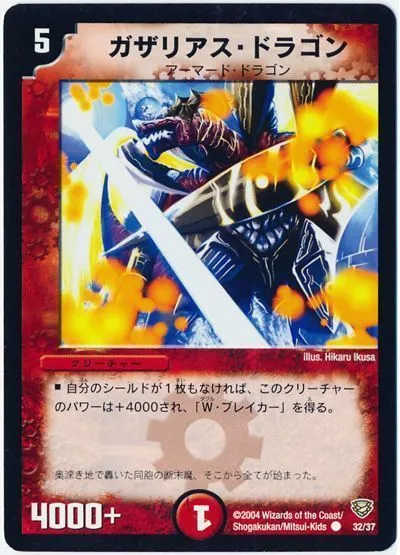 5
ガザリアス・ドラゴン
アーマード・ドラゴン
illus. Hikaru Ikusa
クリーチャー
■ 自分のシールドが1枚もなければ、このクリーチャー
のパワーは+4000され、「W・ブレイカー」を得る。
奥深き地で轟いた同胞の断末魔、そこから全てが始まった。
4000+
1
©2004 Wizards of the Coast/
Shogakukan/Mitsui-Kids
32/37